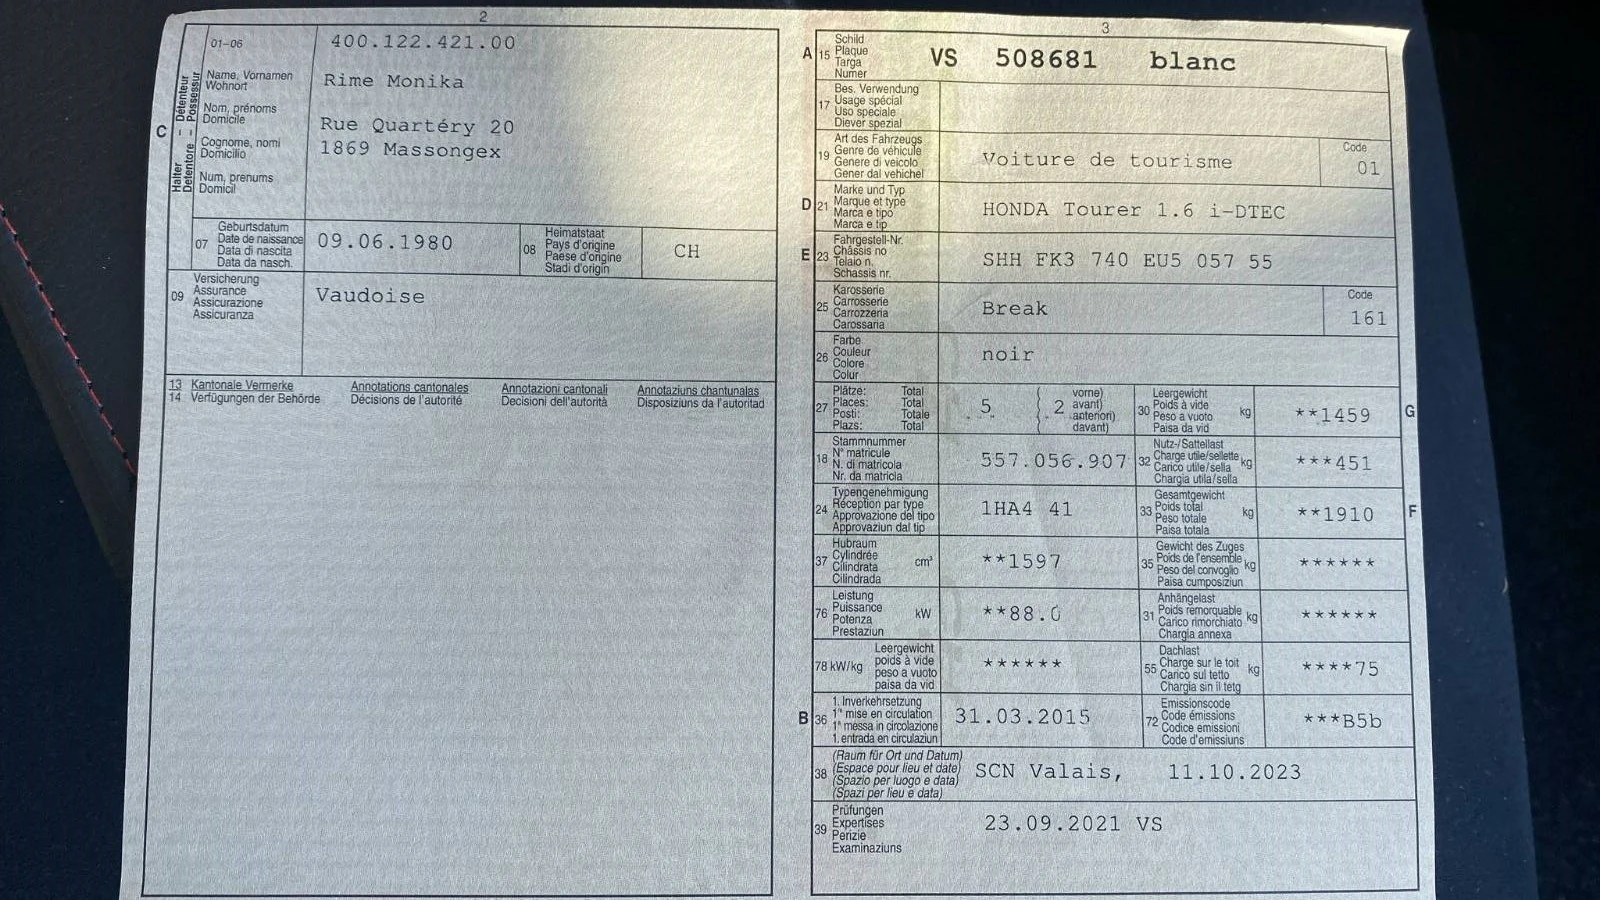 2
01-06
400.122.421.00
C
Halter – Détenteur
Detentore – Possessur
Name, Vornamen
Wohnort
Nom, prénoms
Domicile
Cognome, nomi
Domicilio
Num, prenums
Domicil
Rime Monika
Rue Quartéry 20
1869 Massongex
07
Geburtsdatum
Date de naissance
Data di nascita
Data da nasch.
09.06.1980
08
Heimatstaat
Pays d'origine
Paese d'origine
Stadi d'origin
CH
09
Versicherung
Assurance
Assicurazione
Assicuranza
Vaudoise
13 Kantonale Vermerke Annotations cantonales Annotazioni cantonali Annotaziuns chantunalas
14 Verfügungen der Behörde Décisions de l'autorité Decisioni dell'autorità Disposiziuns da l'autoritad
3
A 15
Schild
Plaque
Targa
Numer
VS 508681 blanc
17
Bes. Verwendung
Usage spécial
Uso speciale
Diever spezial
19
Art des Fahrzeugs
Genre de véhicule
Genere di veicolo
Gener dal vehichel
Voiture de tourisme
Code
01
D 21
Marke und Typ
Marque et type
Marca e tipo
Marca e tip
HONDA Tourer 1.6 i-DTEC
E 23
Fahrgestell-Nr.
Châssis no
Telaio n.
Schassis nr.
SHH FK3 740 EU5 057 55
25
Karosserie
Carrosserie
Carrozzeria
Carossaria
Break
Code
161
26
Farbe
Couleur
Colore
Colur
noir
27
Plätze: Total
Places: Total
Posti: Totale
Plazs: Total
5
2
vorne)
avant)
anteriori)
davant)
30
Leergewicht
Poids à vide
Peso a vuoto
Paisa da vid
kg
**1459
G
18
Stammnummer
N° matricule
N. di matricola
Nr. da matricla
557.056.907
32
Nutz-/Sattellast
Charge utile/sellette
Carico utile/sella
Chargia utila/sella
kg
***451
24
Typengenehmigung
Réception par type
Approvazione del tipo
Approvaziun dal tip
1HA4 41
33
Gesamtgewicht
Poids total
Peso totale
Paisa totala
kg
**1910
F
37
Hubraum
Cylindrée
Cilindrata
Cilindrada
cm³
**1597
35
Gewicht des Zuges
Poids de l'ensemble
Peso del convoglio
Paisa cumposiziun
kg
******
76
Leistung
Puissance
Potenza
Prestaziun
kW
**88.0
31
Anhängelast
Poids remorquable
Carico rimorchiato
Chargia annexa
kg
******
78 kW/kg
Leergewicht
poids à vide
peso a vuoto
paisa da vid
******
55
Dachlast
Charge sur le toit
Carico sul tetto
Chargia sin il tetg
kg
****75
B 36
1. Inverkehrsetzung
1re mise en circulation
1a messa in circolazione
1. entrada en circulaziun
31.03.2015
72
Emissionscode
Code émissions
Codice emissioni
Code d'emissiuns
***B5b
38
(Raum für Ort und Datum)
(Espace pour lieu et date)
(Spazio per luogo e data)
(Spazi per lieu e data)
SCN Valais, 11.10.2023
39
Prüfungen
Expertises
Perizie
Examinaziuns
23.09.2021 VS